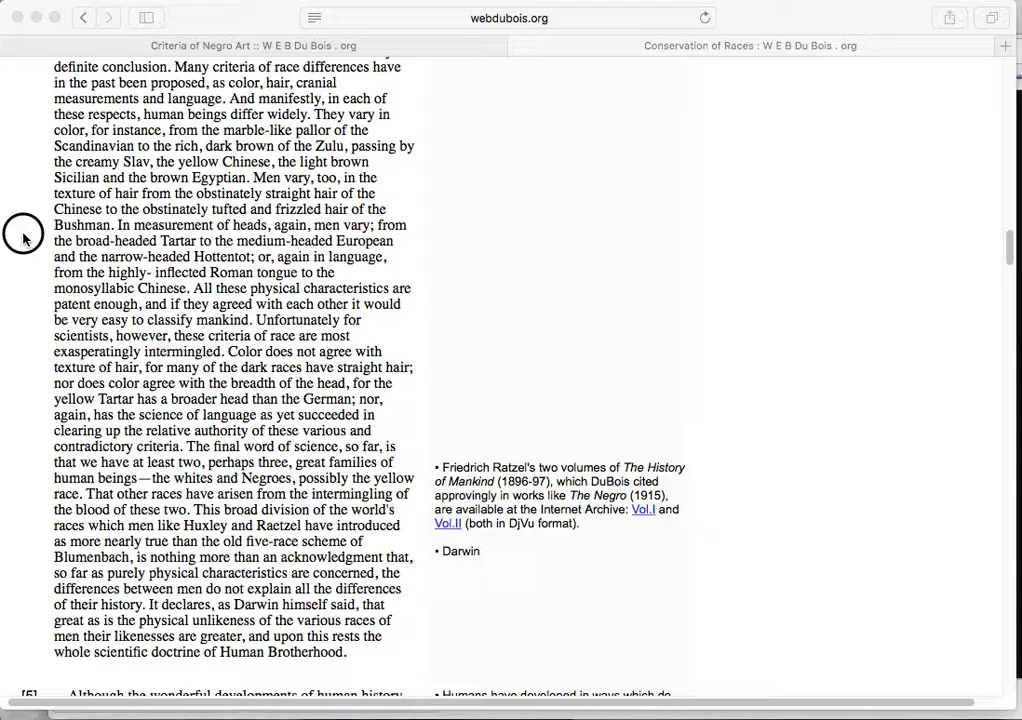 webdubois.org
Criteria of Negro Art :: W E B Du Bois . org
Conservation of Races : W E B Du Bois . org
definite conclusion. Many criteria of race differences have
in the past been proposed, as color, hair, cranial
measurements and language. And manifestly, in each of
these respects, human beings differ widely. They vary in
color, for instance, from the marble-like pallor of the
Scandinavian to the rich, dark brown of the Zulu, passing by
the creamy Slav, the yellow Chinese, the light brown
Sicilian and the brown Egyptian. Men vary, too, in the
texture of hair from the obstinately straight hair of the
Chinese to the obstinately tufted and frizzled hair of the
Bushman. In measurement of heads, again, men vary; from
the broad-headed Tartar to the medium-headed European
and the narrow-headed Hottentot; or, again in language,
from the highly- inflected Roman tongue to the
monosyllabic Chinese. All these physical characteristics are
patent enough, and if they agreed with each other it would
be very easy to classify mankind. Unfortunately for
scientists, however, these criteria of race are most
exasperatingly intermingled. Color does not agree with
texture of hair, for many of the dark races have straight hair;
nor does color agree with the breadth of the head, for the
yellow Tartar has a broader head than the German; nor,
again, has the science of language as yet succeeded in
clearing up the relative authority of these various and
contradictory criteria. The final word of science, so far, is
that we have at least two, perhaps three, great families of
human beings—the whites and Negroes, possibly the yellow
race. That other races have arisen from the intermingling of
the blood of these two. This broad division of the world's
races which men like Huxley and Raetzel have introduced
as more nearly true than the old five-race scheme of
Blumenbach, is nothing more than an acknowledgment that,
so far as purely physical characteristics are concerned, the
differences between men do not explain all the differences
of their history. It declares, as Darwin himself said, that
great as is the physical unlikeness of the various races of
men their likenesses are greater, and upon this rests the
whole scientific doctrine of Human Brotherhood.
• Friedrich Ratzel's two volumes of The History
of Mankind (1896-97), which DuBois cited
approvingly in works like The Negro (1915),
are available at the Internet Archive: Vol.I and
Vol.II (both in DjVu format).
• Darwin
[5] Although the wonderful developments of human history
• Humans have developed in ways which do